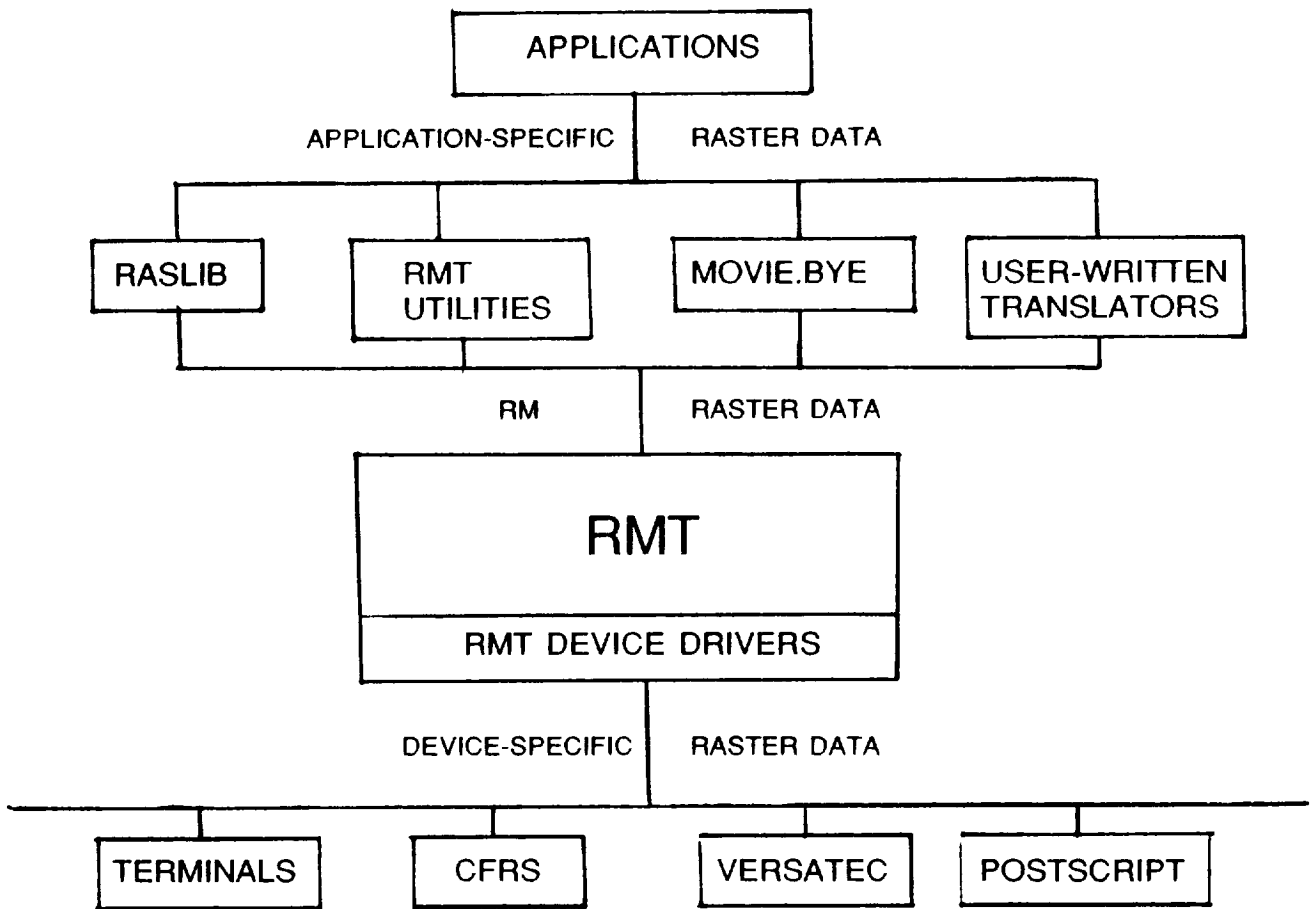 APPLICATIONS
APPLICATION-SPECIFIC RASTER DATA
RASLIB
RMT
UTILITIES
MOVIE.BYE
USER-WRITTEN
TRANSLATORS
RM RASTER DATA
RMT
RMT DEVICE DRIVERS
DEVICE-SPECIFIC RASTER DATA
TERMINALS
CFRS
VERSATEC
POSTSCRIPT